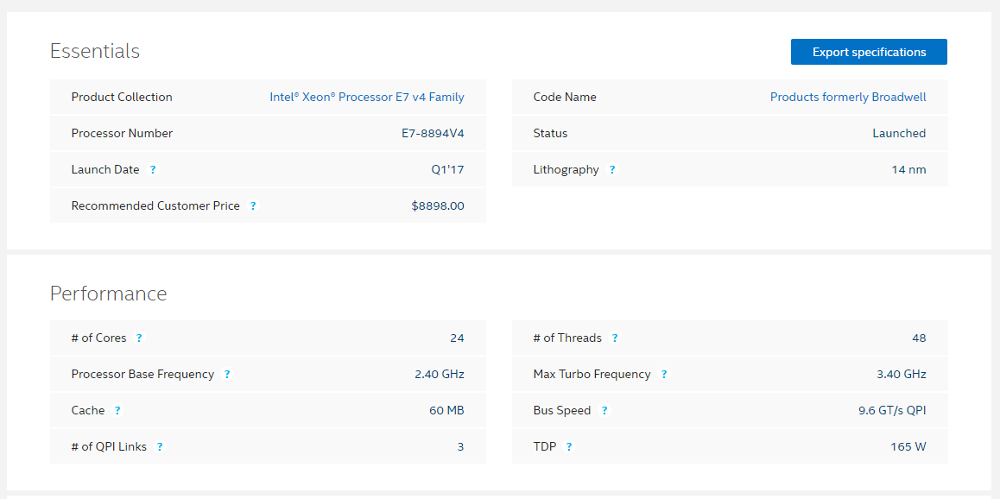 Essentials
Export specifications
Product Collection Intel® Xeon® Processor E7 v4 Family
Code Name Products formerly Broadwell
Processor Number E7-8894V4
Status Launched
Launch Date ? Q1'17
Lithography ? 14 nm
Recommended Customer Price ? $8898.00
Performance
# of Cores ? 24
# of Threads ? 48
Processor Base Frequency ? 2.40 GHz
Max Turbo Frequency ? 3.40 GHz
Cache ? 60 MB
Bus Speed ? 9.6 GT/s QPI
# of QPI Links ? 3
TDP ? 165 W